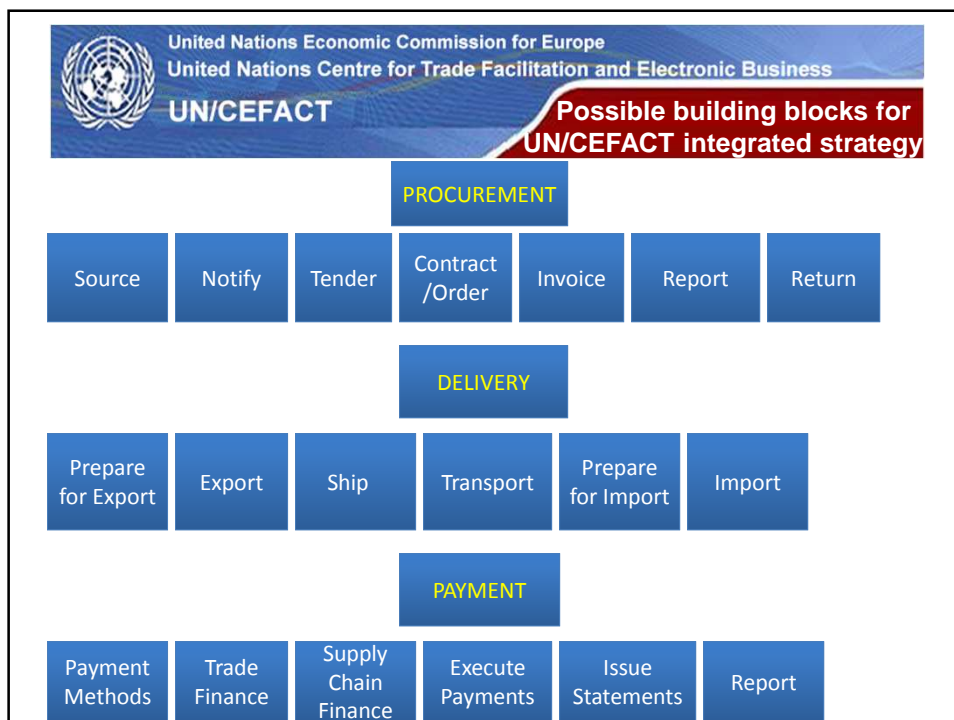 United Nations Economic Commission for Europe
United Nations Centre for Trade Facilitation and Electronic Business
UN/CEFACT
Possible building blocks for
UN/CEFACT integrated strategy
PROCUREMENT
Source
Notify
Tender
Contract
/Order
Invoice
Report
Return
DELIVERY
Prepare
for Export
Export
Ship
Transport
Prepare
for Import
Import
PAYMENT
Payment
Methods
Trade
Finance
Supply
Chain
Finance
Execute
Payments
Issue
Statements
Report